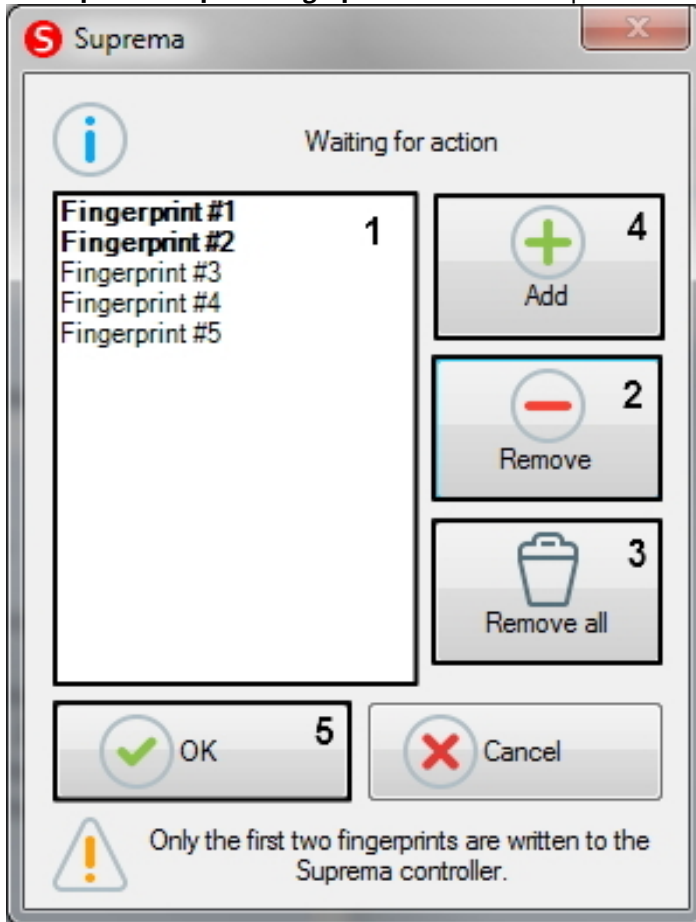 Suprema
Waiting for action
Fingerprint #1
Fingerprint #2
Fingerprint #3
Fingerprint #4
Fingerprint #5
1
Add
4
Remove
2
Remove all
3
OK
5
Cancel
Only the first two fingerprints are written to the
Suprema controller.